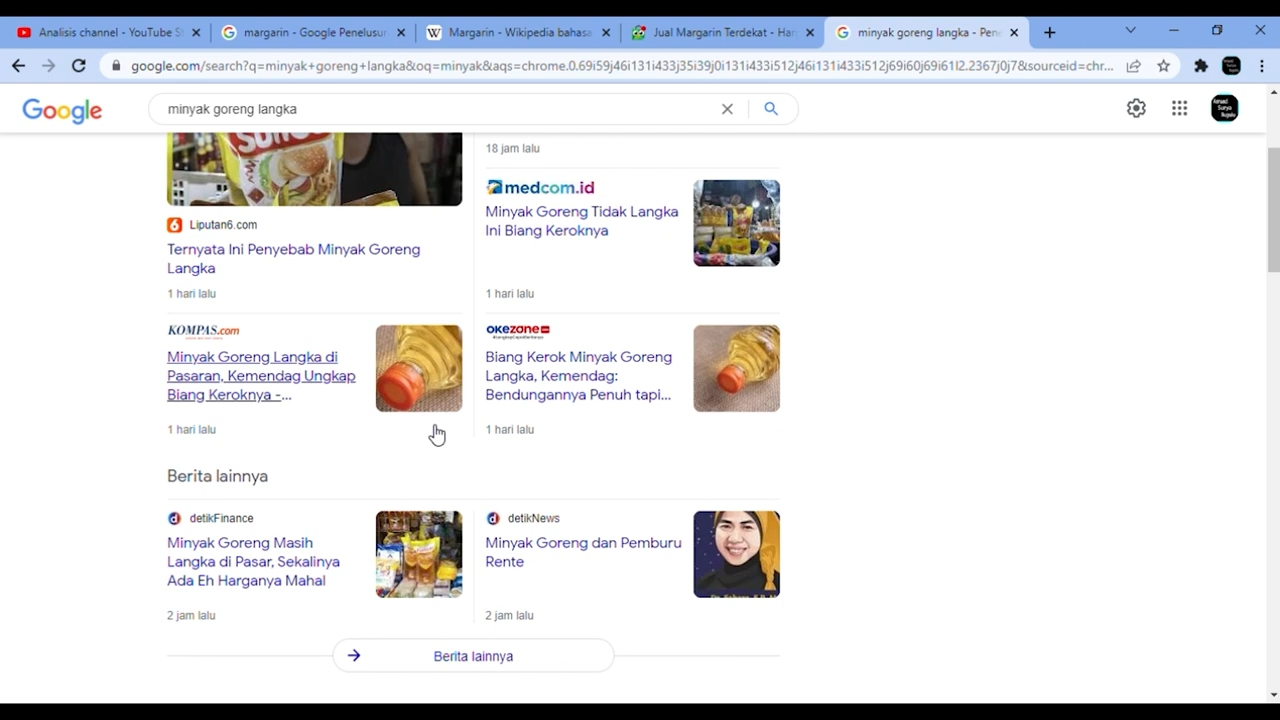 Analisis channel - YouTube S
margarin - Google Penelusur
Margarin - Wikipedia bahasa
Jual Margarin Terdekat - Har
minyak goreng langka - Pen
google.com/search?q=minyak+goreng+langka&oq=minyak&aqs=chrome.0.69i59j46i131i433j35i39j0i131i433i512j46i131i433i512j69i60j69i61l2.2367j0j7&sourceid=chr...
Google
minyak goreng langka
Ahmad
Surya
18 jam lalu
Liputan6.com
Ternyata Ini Penyebab Minyak Goreng
Langka
1 hari lalu
medcom.id
Minyak Goreng Tidak Langka
Ini Biang Keroknya
1 hari lalu
KOMPAS.com
Minyak Goreng Langka di
Pasaran, Kemendag Ungkap
Biang Keroknya -...
1 hari lalu
okezone
Biang Kerok Minyak Goreng
Langka, Kemendag:
Bendungannya Penuh tapi...
1 hari lalu
Berita lainnya
detikFinance
Minyak Goreng Masih
Langka di Pasar, Sekalinya
Ada Eh Harganya Mahal
2 jam lalu
detikNews
Minyak Goreng dan Pemburu
Rente
2 jam lalu
Berita lainnya